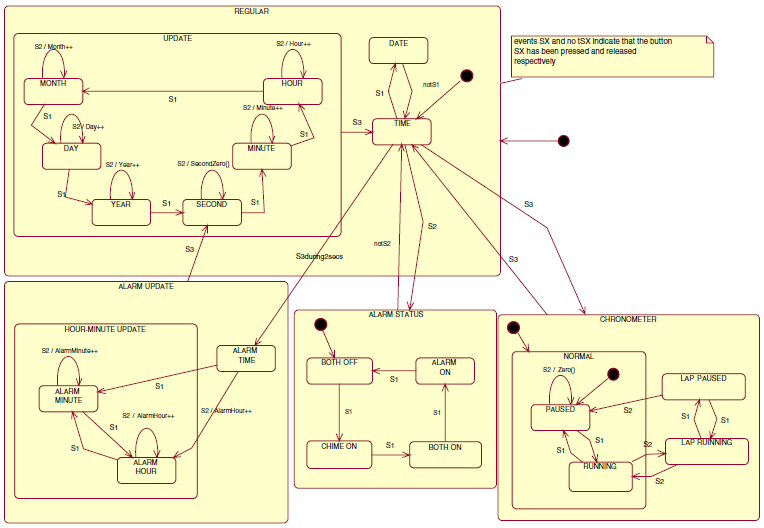 REGULAR
UPDATE
S2 / Month++
MONTH
S2 / Hour++
HOUR
S1
S1
S2 / Day++
DAY
S2 / Minute++
MINUTE
S1
S1
S2 / Year++
YEAR
S1
S2 / SecondZero()
SECOND
S1
DATE
S1
notS1
TIME
S3
events SX and no tSX indicate that the button
SX has been pressed and released
respectively
S3
S3during2secs
notS2
S2
S3
S3
ALARM UPDATE
HOUR-MINUTE UPDATE
S2 / AlarmMinute++
ALARM
MINUTE
S1
ALARM
TIME
S1
S1
S2 / AlarmHour++
ALARM
HOUR
S2 / AlarmHour++
ALARM STATUS
BOTH OFF
ALARM
ON
S1
S1
S1
CHIME ON
S1
BOTH ON
CHRONOMETER
NORMAL
S2 / Zero()
PAUSED
S1
S1
RUNNING
LAP PAUSED
S2
S1
S1
S2
LAP RUINNING
S2